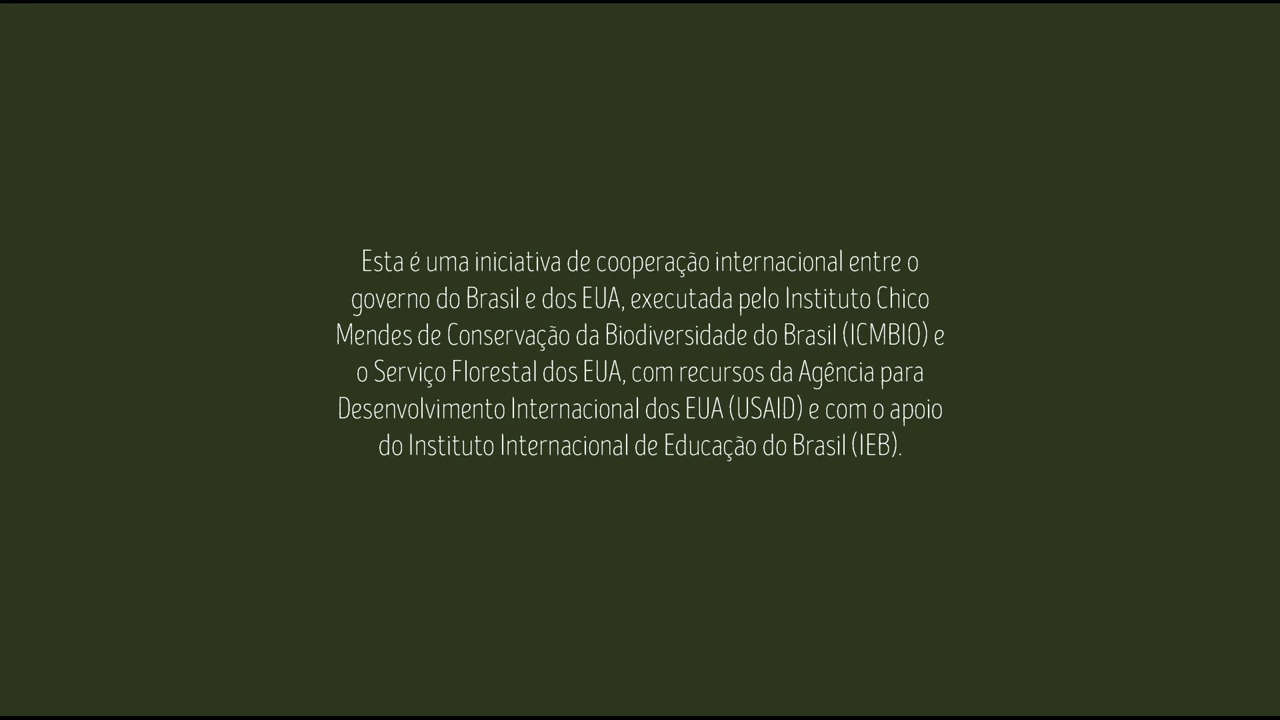 Esta é uma iniciativa de cooperação internacional entre o
governo do Brasil e dos EUA, executada pelo Instituto Chico
Mendes de Conservação da Biodiversidade do Brasil (ICMBIO) e
o Serviço Florestal dos EUA, com recursos da Agência para
Desenvolvimento Internacional dos EUA (USAID) e com o apoio
do Instituto Internacional de Educação do Brasil (IEB).